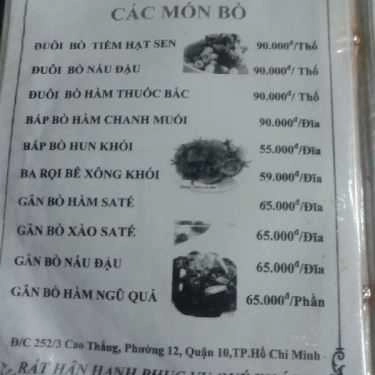 CÁC MÓN BÒ
ĐUÔI BÒ TIỀM HẠT SEN 90.000đ/Thố
ĐUÔI BÒ NẤU ĐẬU 90.000đ/ Thố
ĐUÔI BÒ HẦM THUỐC BẮC 90.000đ/ Thố
BẮP BÒ HẦM CHANH MUỐI 90.000đ/Đĩa
BẮP BÒ HUN KHÓI 55.000đ/Đĩa
BA RỌI BÊ XÔNG KHÓI 59.000đ/Đĩa
GÂN BÒ HẦM SATÉ 65.000đ/Đĩa
GÂN BÒ XÀO SATÉ 65.000đ/Đĩa
GÂN BÒ NẤU ĐẬU 65.000đ/Đĩa
GÂN BÒ HẦM NGŨ QUẢ 65.000đ/Phần
Đ/C 252/3 Cao Thắng, Phường 12, Quận 10,TP.Hồ Chí Minh
RẤT HÂN HẠNH PHỤC VỤ QUÝ